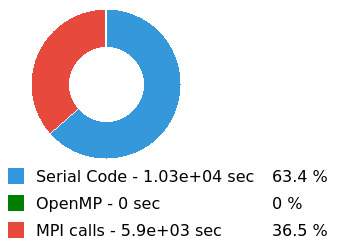 Serial Code - 1.03e+04 sec 63.4 %
OpenMP - 0 sec 0 %
MPI calls - 5.9e+03 sec 36.5 %